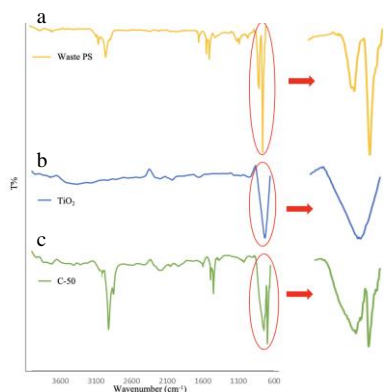 a
Waste PS
b
TiO₂
T%
c
C-50
3600 3100 2600 2100 1600 1100 600
Wavenumber (cm⁻¹)